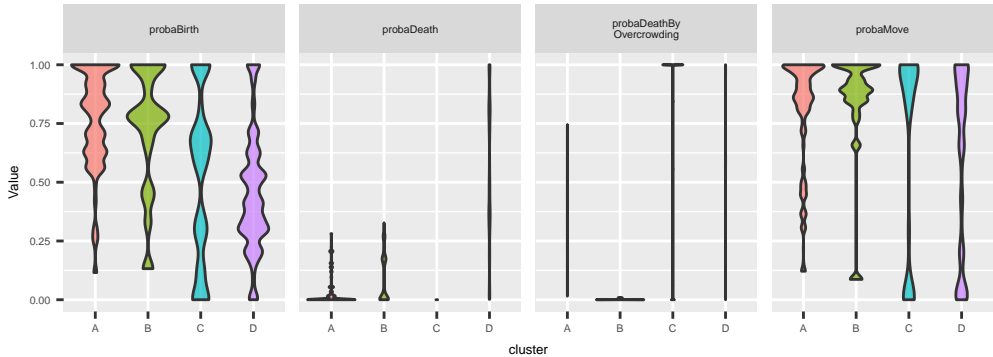 probaBirth
probaDeath
probaDeathBy
Overcrowding
probaMove
1.00
0.75
0.50
0.25
0.00
Value
A B C D
A B C D
A B C D
A B C D
cluster